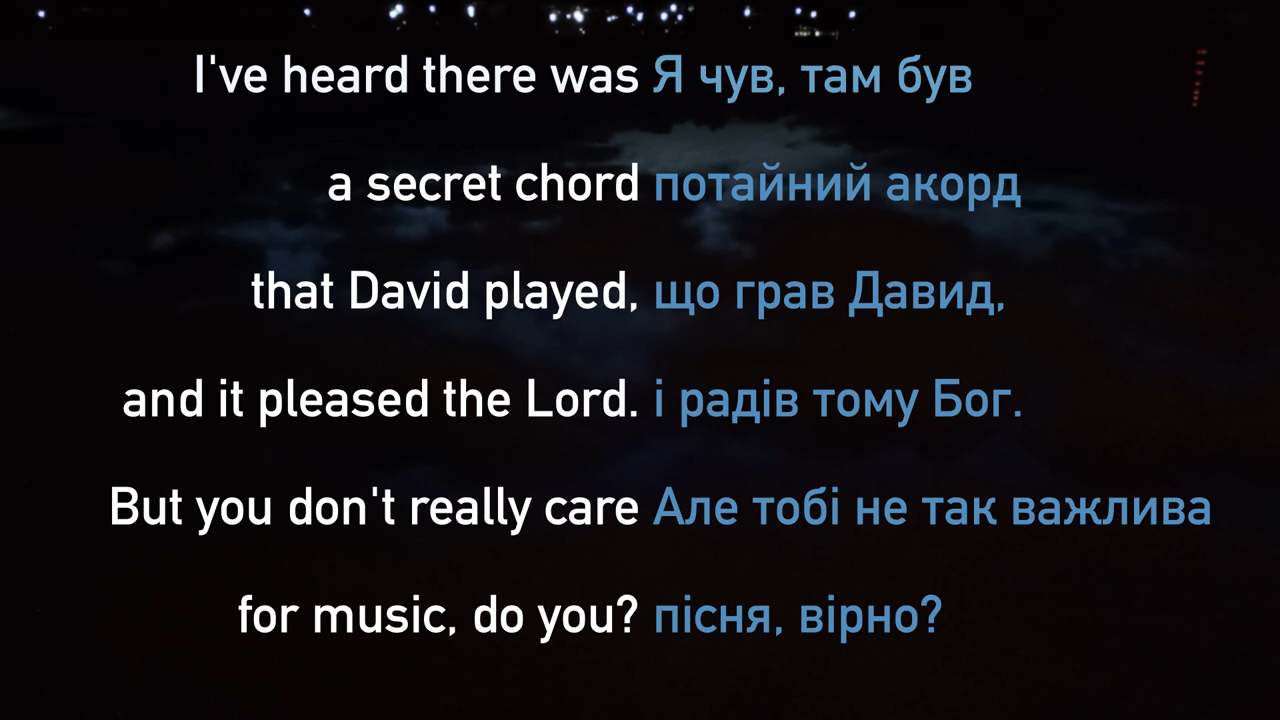 I've heard there was Я чув, там був
a secret chord потайний акорд
that David played, що грав Давид,
and it pleased the Lord. і радів тому Бог.
But you don't really care Але тобі не так важлива
for music, do you? пісня, вірно?